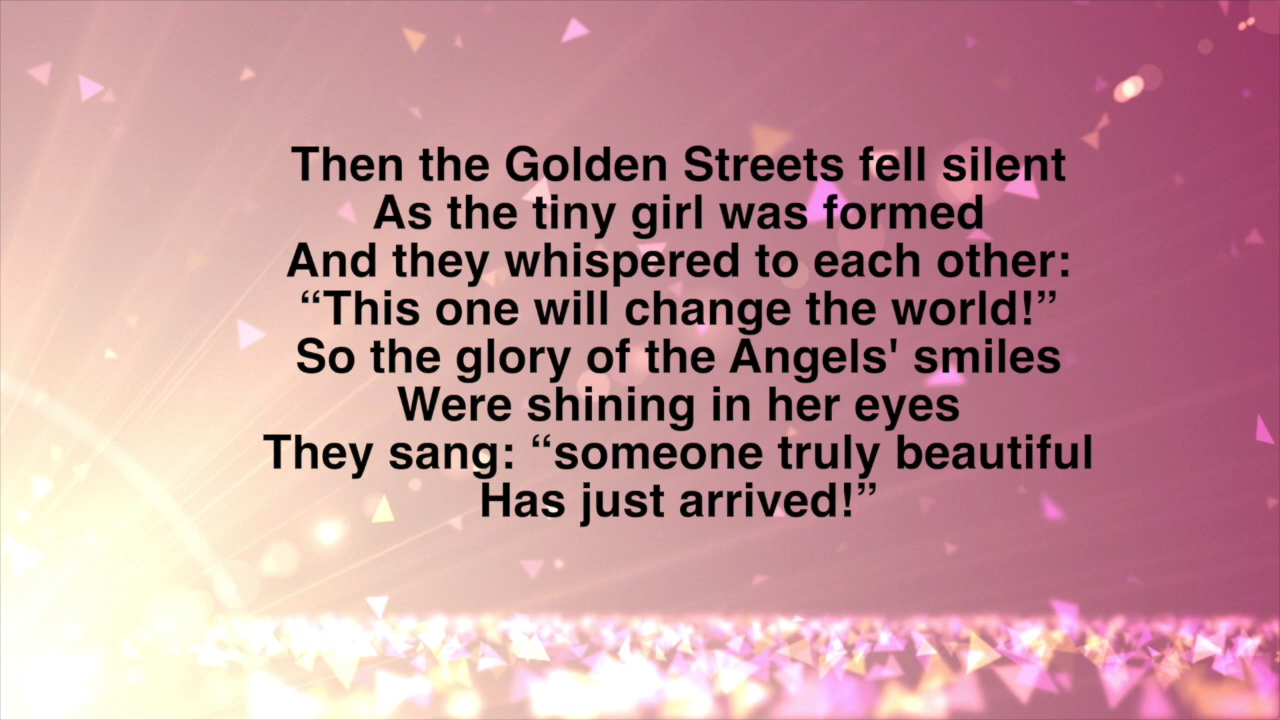 Then the Golden Streets fell silent
As the tiny girl was formed
And they whispered to each other:
“This one will change the world!”
So the glory of the Angels' smiles
Were shining in her eyes
They sang: “someone truly beautiful
Has just arrived!”